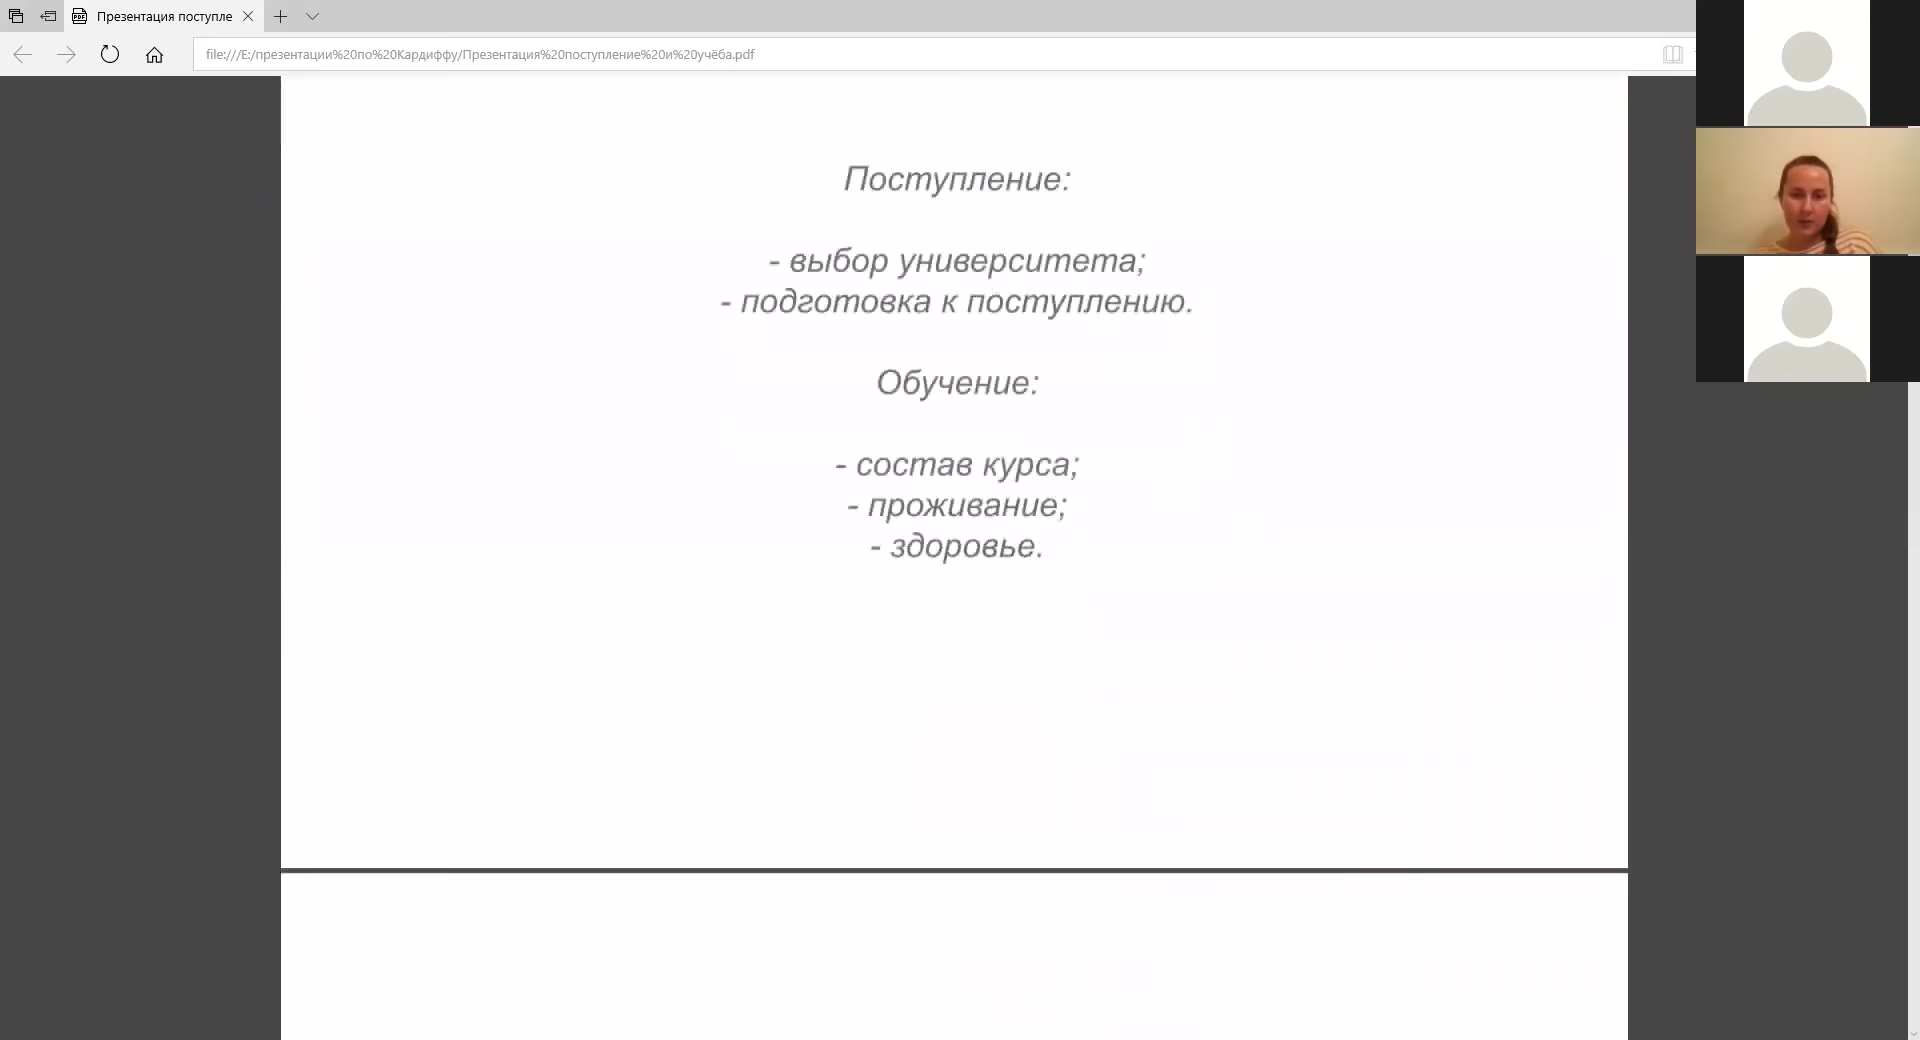 Презентация поступле
file:///E:/презентации%20по%20Кардиффу/Презентация%20поступление%20и%20учёба.pdf
Поступление:
- выбор университета;
- подготовка к поступлению.
Обучение:
- состав курса;
- проживание;
- здоровье.